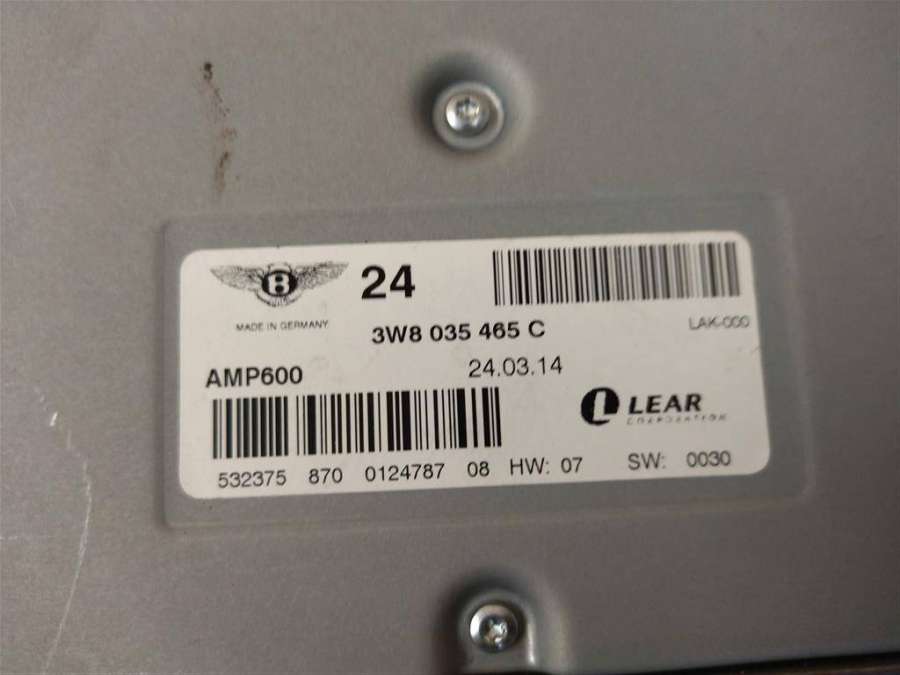 B 24
MADE IN GERMANY
3W8 035 465 C
LAK-000
AMP600
24.03.14
LEAR
CORPORATION
532375 870 0124787 08 HW: 07 SW: 0030